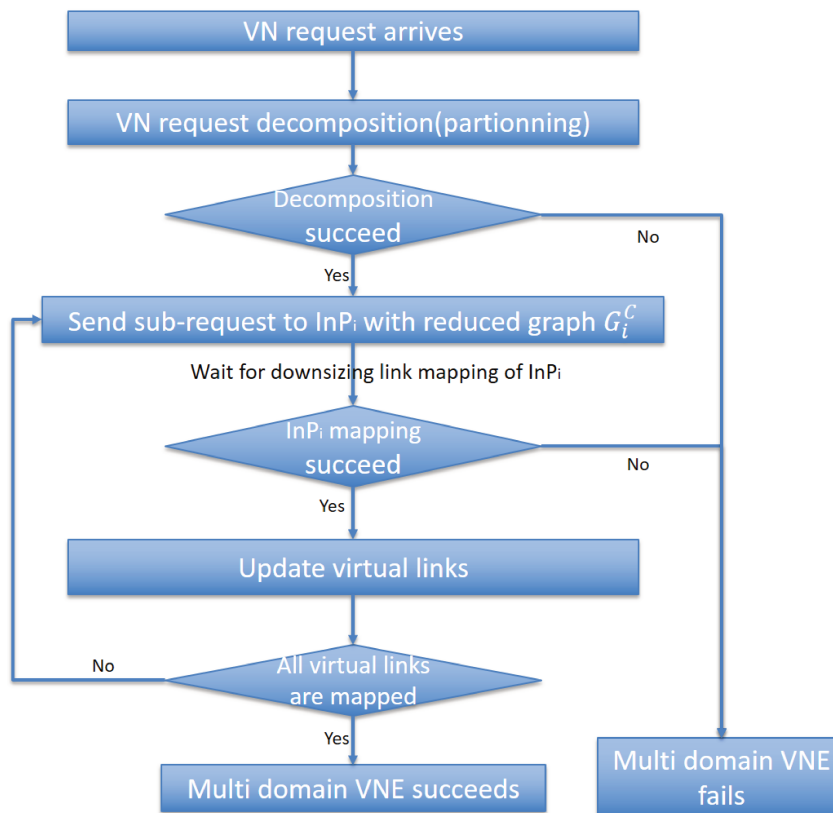 VN request arrives
VN request decomposition(partionning)
Decomposition
succeed
No
Yes
Send sub-request to InPᵢ with reduced graph $G_i^C$
Wait for downsizing link mapping of InPᵢ
InPᵢ mapping
succeed
No
Yes
Update virtual links
All virtual links
are mapped
No
Yes
Multi domain VNE succeeds
Multi domain VNE
fails